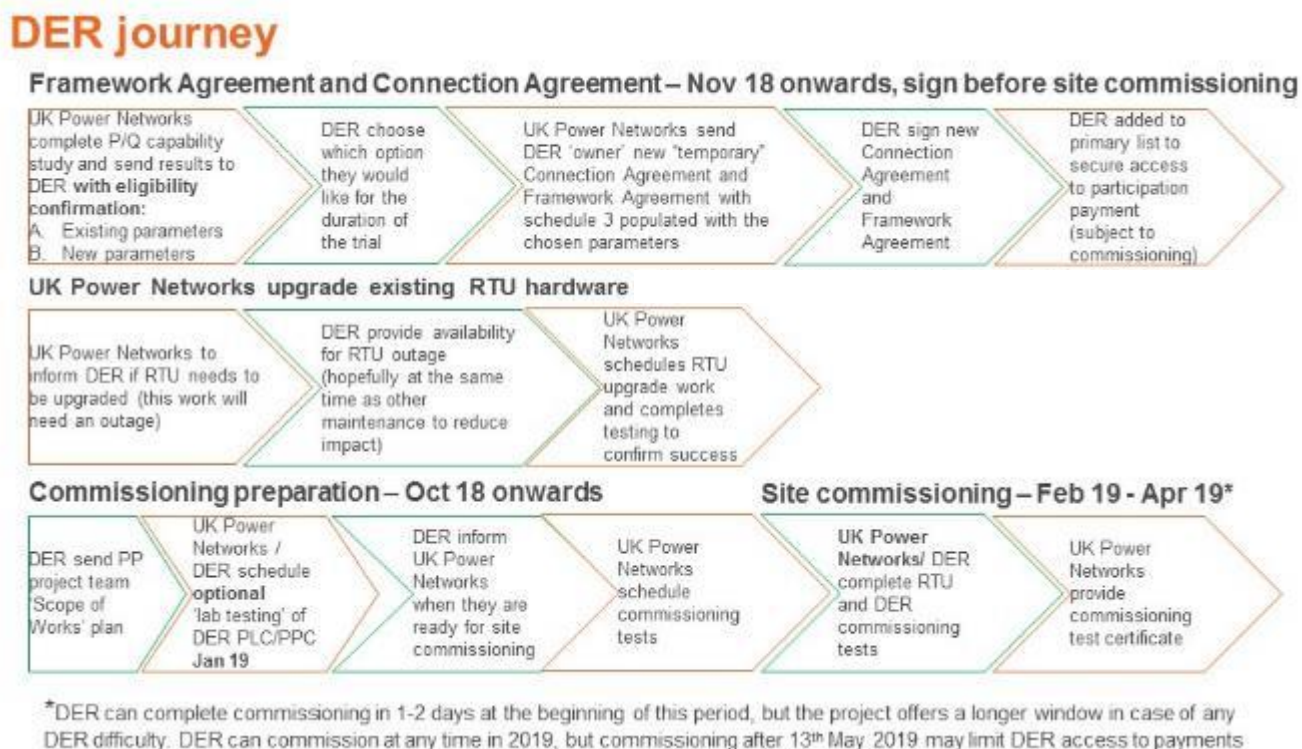 DER journey
Framework Agreement and Connection Agreement – Nov 18 onwards, sign before site commissioning
UK Power Networks
complete P/Q capability
study and send results to
DER with eligibility
confirmation:
A. Existing parameters
B. New parameters
DER choose
which option
they would
like for the
duration of
the trial
UK Power Networks send
DER 'owner' new "temporary"
Connection Agreement and
Framework Agreement with
schedule 3 populated with the
chosen parameters
DER sign new
Connection
Agreement
and
Framework
Agreement
DER added to
primary list to
secure access
to participation
payment
(subject to
commissioning)
UK Power Networks upgrade existing RTU hardware
UK Power Networks to
inform DER if RTU needs to
be upgraded (this work will
need an outage)
DER provide availability
for RTU outage
(hopefully at the same
time as other
maintenance to reduce
impact)
UK Power
Networks
schedules RTU
upgrade work
and completes
testing to
confirm success
Commissioning preparation – Oct 18 onwards
DER send PP
project team
'Scope of
Works' plan
UK Power
Networks /
DER schedule
optional
'lab testing' of
DER PLC/PPC
Jan 19
DER inform
UK Power
Networks
when they are
ready for site
commissioning
UK Power
Networks
schedule
commissioning
tests
Site commissioning – Feb 19 - Apr 19*
UK Power
Networks/ DER
complete RTU
and DER
commissioning
tests
UK Power
Networks
provide
commissioning
test certificate
*DER can complete commissioning in 1-2 days at the beginning of this period, but the project offers a longer window in case of any
DER difficulty. DER can commission at any time in 2019, but commissioning after 13th May 2019 may limit DER access to payments